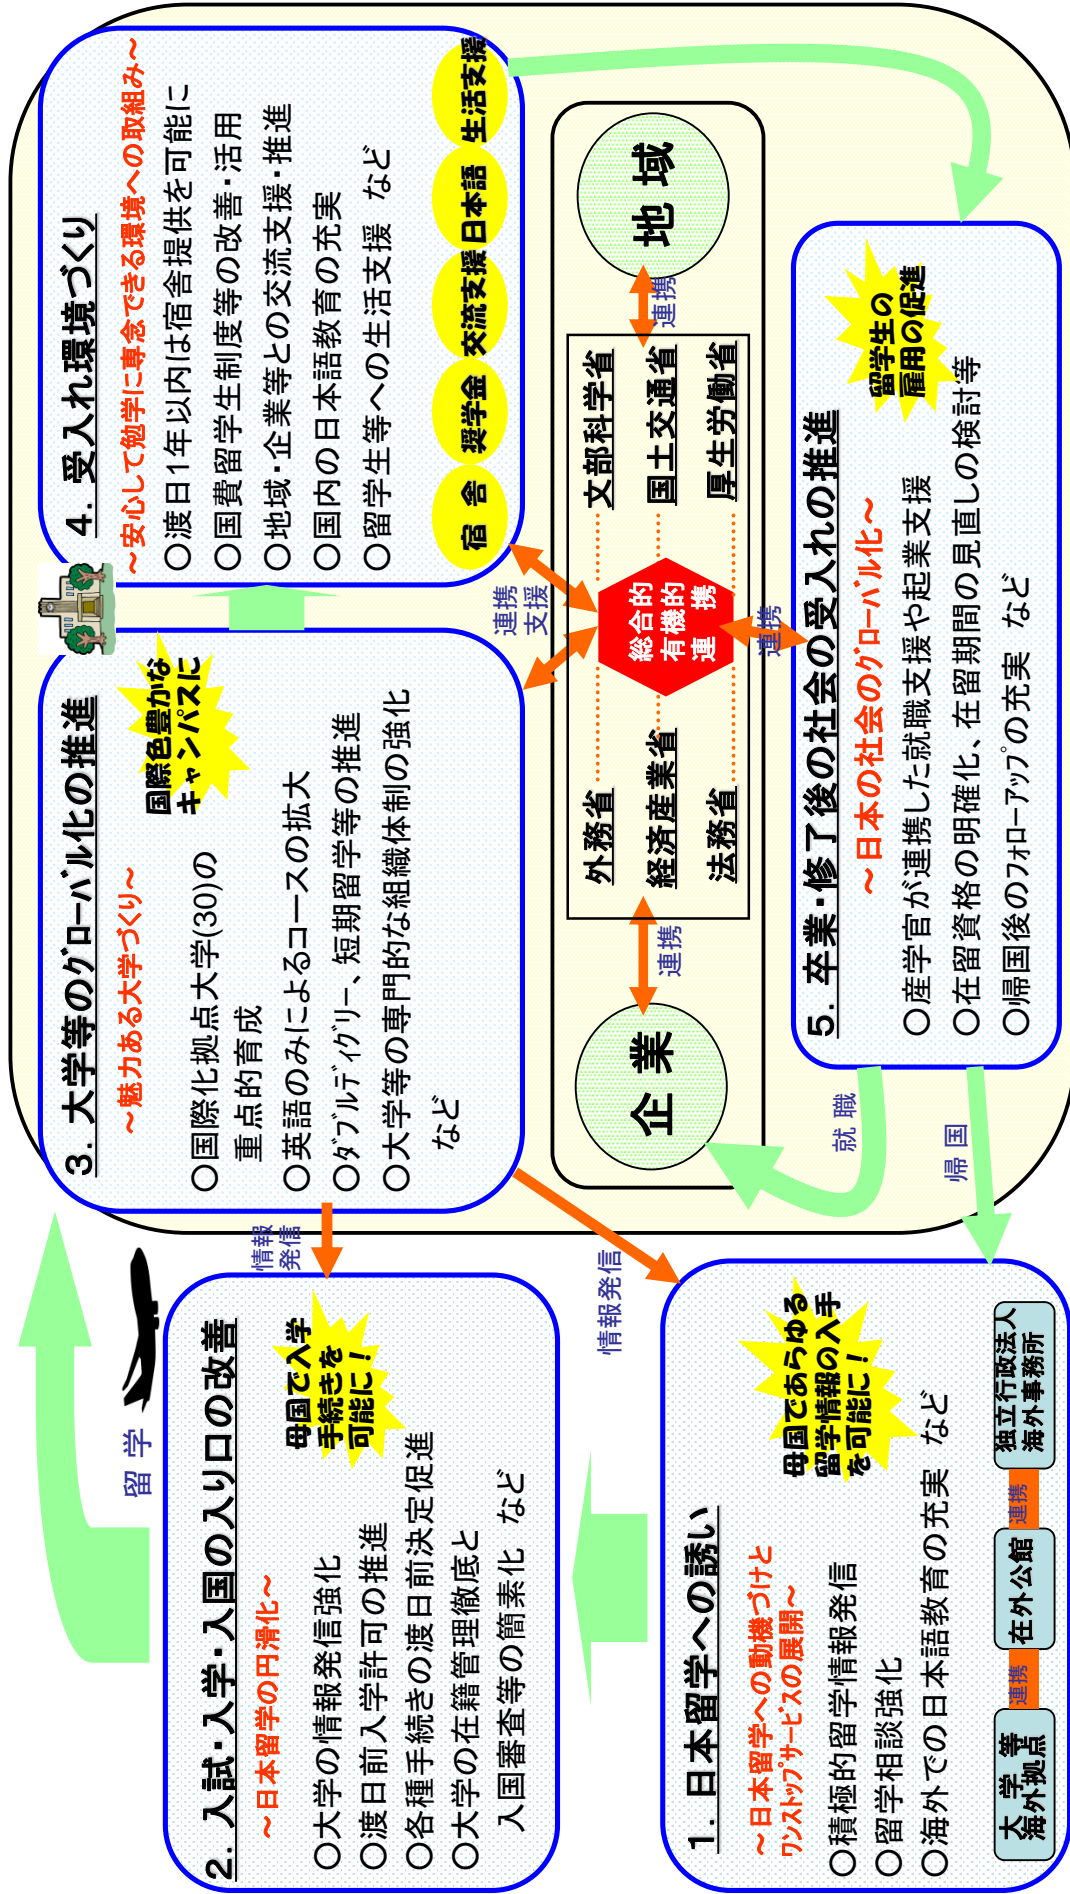 1. 日本留学への誘い
~日本留学への動機づけと
ワンストップサービスの展開~
○積極的留学情報発信
○留学相談強化
○海外での日本語教育の充実 など
母国であらゆる
留学情報の入手
を可能に!
大 学 等
海外拠点
連携
在外公館
連携
独立行政法人
海外事務所
2. 入試・入学・入国の入り口の改善
~日本留学の円滑化~
○大学の情報発信強化
○渡日前入学許可の推進
○各種手続きの渡日前決定促進
○大学の在籍管理徹底と
入国審査等の簡素化 など
母国で入学
手続きを
可能に!
留 学
情報
発信
情報発信
3. 大学等のグローバル化の推進
~魅力ある大学づくり~
○国際化拠点大学(30)の
重点的育成
○英語のみによるコースの拡大
○ダブルディグリー、短期留学等の推進
○大学等の専門的な組織体制の強化
など
国際色豊かな
キャンパスに
4. 受入れ環境づくり
~安心して勉学に専念できる環境への取組み~
○渡日1年以内は宿舎提供を可能に
○国費留学生制度等の改善・活用
○地域・企業等との交流支援・推進
○国内の日本語教育の充実
○留学生等への生活支援 など
宿 舎
奨学金
交流支援
日本語
生活支援
連携
支援
企 業
連携
外務省
経済産業省
法務省
総合的
有機的
連 携
文部科学省
国土交通省
厚生労働省
連携
地 域
連携
5. 卒業・修了後の社会の受入れの推進
~日本の社会のグローバル化~
○産学官が連携した就職支援や起業支援
○在留資格の明確化、在留期間の見直しの検討等
○帰国後のフォローアップの充実 など
留学生の
雇用の促進
就 職
帰 国